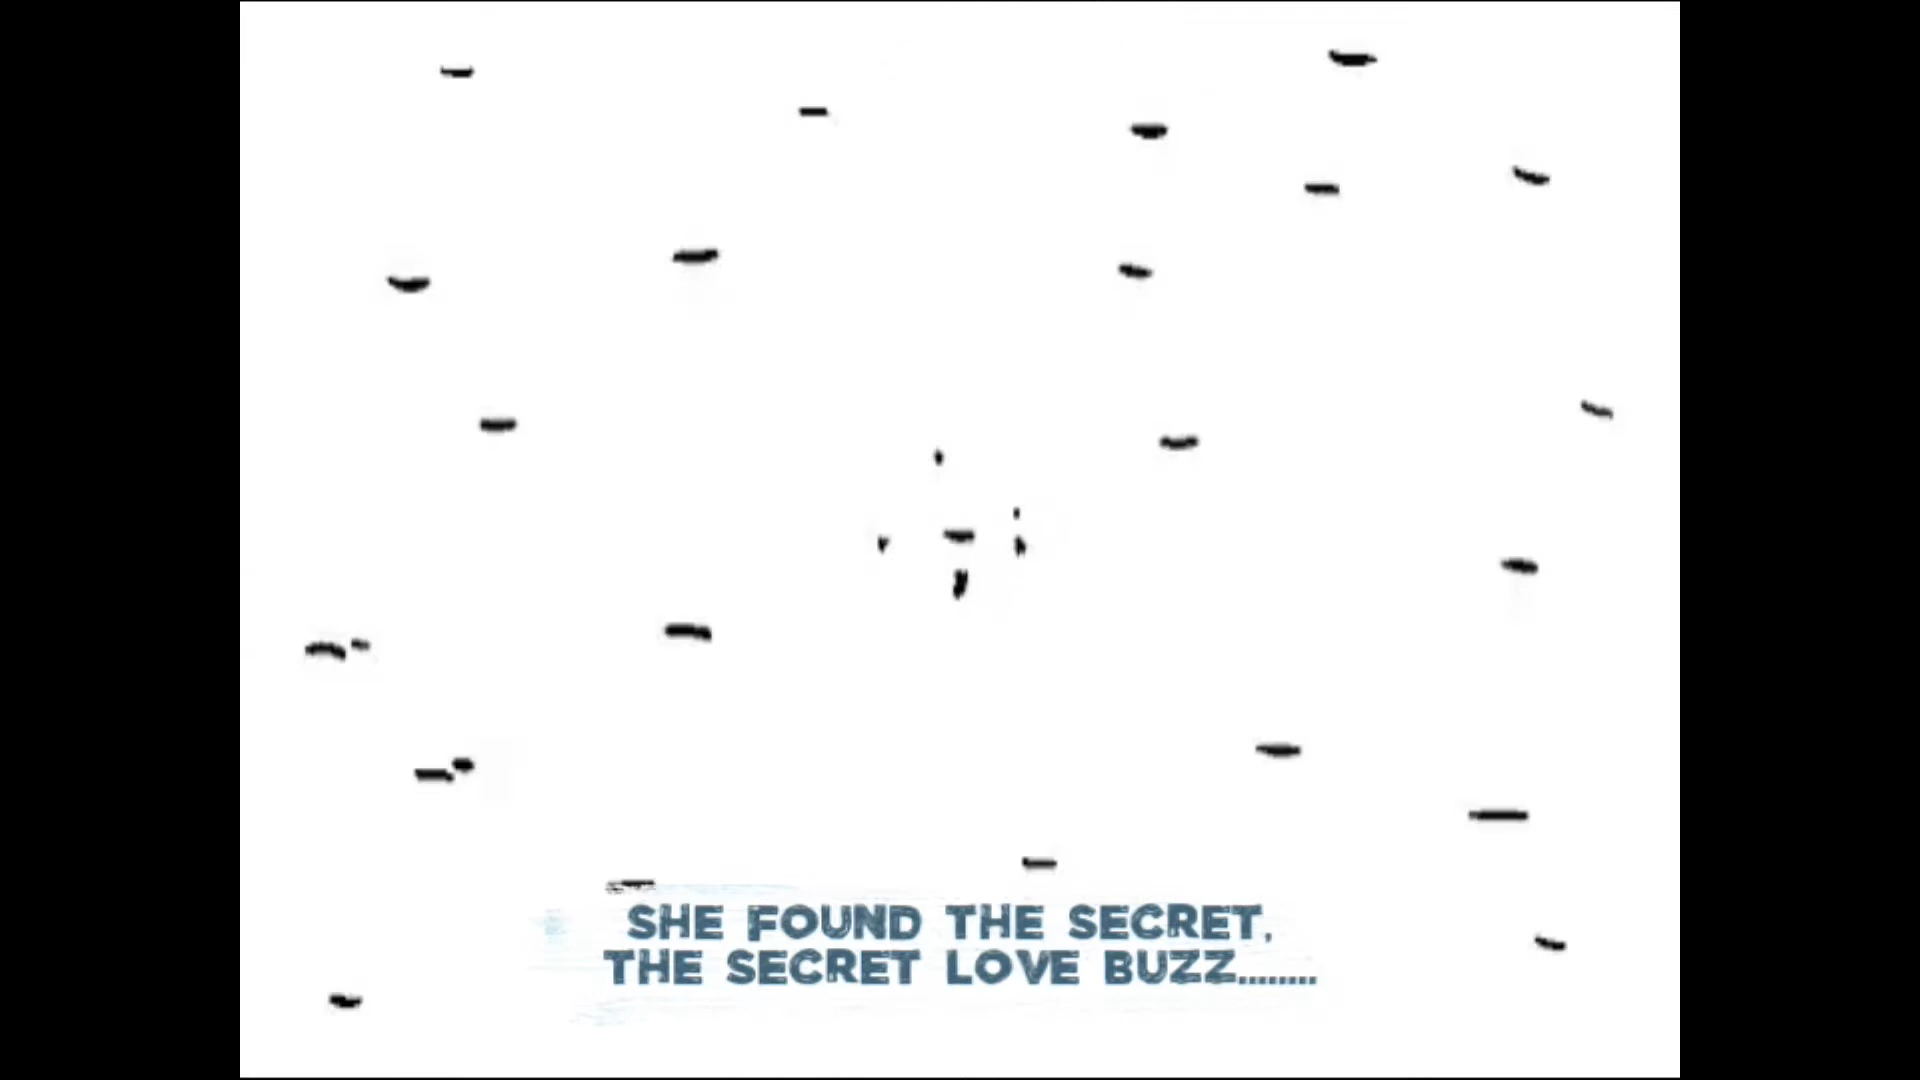 SHE FOUND THE SECRET,
THE SECRET LOVE BUZZ........